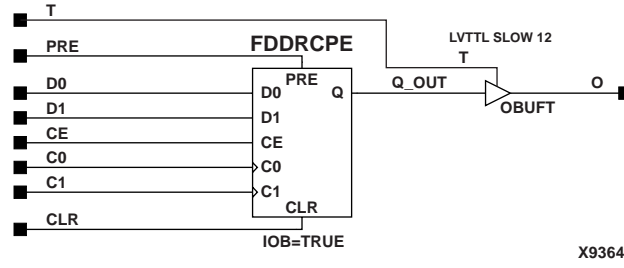 T
LVTTL SLOW 12
PRE
FDDRCPE
T
PRE
D0
D0
Q
Q_OUT
O
OBUFT
D1
D1
CE
CE
C0
C0
C1
C1
CLR
CLR
IOB=TRUE
X9364